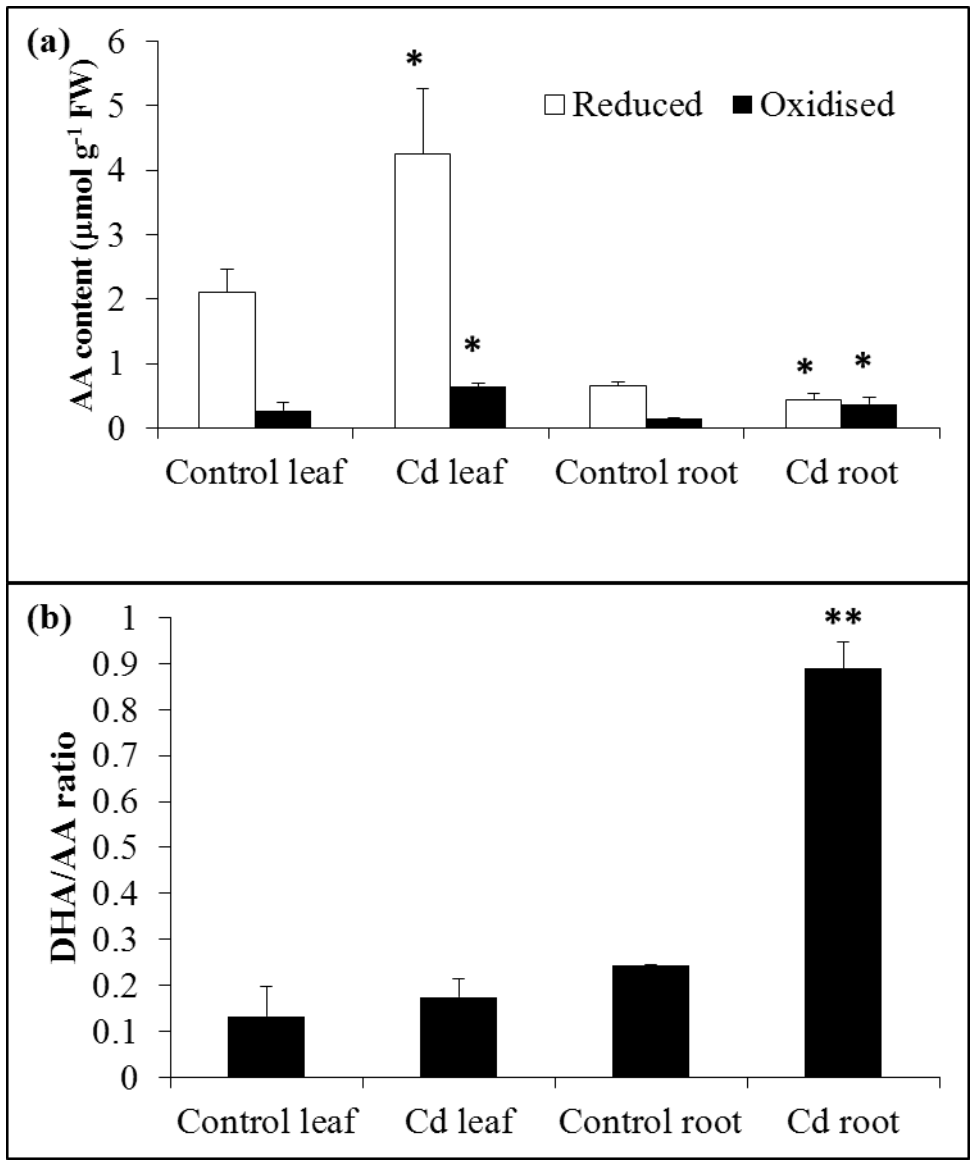 (a)
AA content (µmol g-1 FW)
6
5
4
3
2
1
0
*
*
*
*
Reduced
Oxidised
Control leaf
Cd leaf
Control root
Cd root
(b)
DHA/AA ratio
1
0.9
0.8
0.7
0.6
0.5
0.4
0.3
0.2
0.1
0
**
Control leaf
Cd leaf
Control root
Cd root